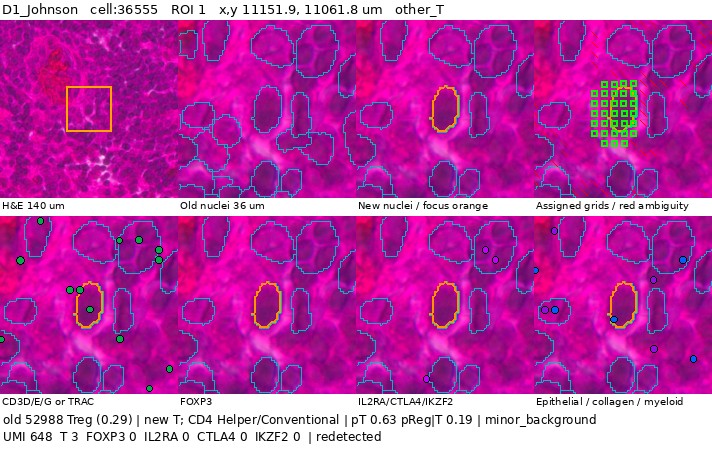 D1_Johnson cell:36555 ROI 1 x,y 11151.9, 11061.8 um other_T
H&E 140 um
Old nuclei 36 um
New nuclei / focus orange
Assigned grids / red ambiguity
CD3D/E/G or TRAC
FOXP3
IL2RA/CTLA4/IKZF2
Epithelial / collagen / myeloid
old 52988 Treg (0.29) | new T; CD4 Helper/Conventional | pT 0.63 pReg|T 0.19 | minor_background
UMI 648 T 3 FOXP3 0 IL2RA 0 CTLA4 0 IKZF2 0 | redetected